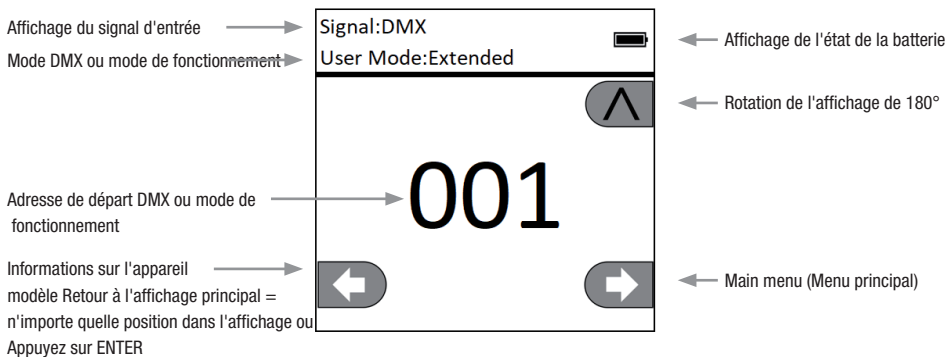 Affichage du signal d'entrée
Mode DMX ou mode de fonctionnement
Signal:DMX
User Mode:Extended
Affichage de l'état de la batterie
Rotation de l'affichage de 180°
Λ
001
Adresse de départ DMX ou mode de
fonctionnement
Informations sur l'appareil
modèle Retour à l'affichage principal =
n'importe quelle position dans l'affichage ou
Appuyez sur ENTER
Main menu (Menu principal)